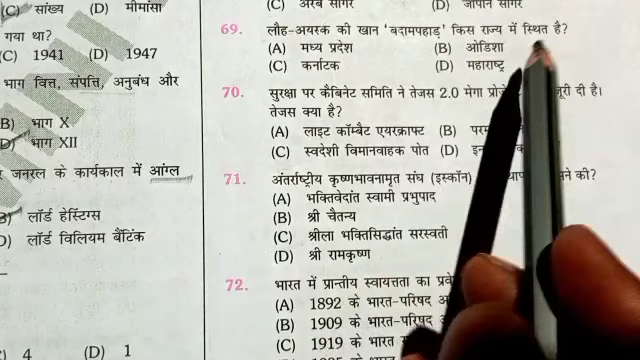 (C) सांख्य (D) मीमांसा
गया था?
(C) 1941 (D) 1947
भाग वित्त, संपत्ति, अनुबंध और
B) भाग X
D) भाग XII
जनरल के कार्यकाल में आंग्ल
B) लॉर्ड हेस्टिंग्स
D) लॉर्ड विलियम बैंटिंक
) 4 (D) 1
(C) अरब सागर (D) जापान सागर
69. लौह-अयस्क की खान 'बदामपहाड़' किस राज्य में स्थित है?
(A) मध्य प्रदेश (B) ओडिशा
(C) कर्नाटक (D) महाराष्ट्र
70. सुरक्षा पर कैबिनेट समिति ने तेजस 2.0 मेगा दी है।
तेजस क्या है?
(A) लाइट कॉम्बैट एयरक्राफ्ट (B)
(C) स्वदेशी विमानवाहक पोत (D)
71. अंतर्राष्ट्रीय कृष्णभावनामृत संघ (इस्कॉन) की?
(A) भक्तिवेदांत स्वामी प्रभुपाद
(B) श्री चैतन्य
(C) श्रीला भक्तिसिद्धांत सरस्वती
(D) श्री रामकृष्ण
72. भारत में प्रान्तीय स्वायत्तता का
(A) 1892 के भारत-परिषद
(B) 1909 के भारत-परिषद
(C) 1919 के भारत